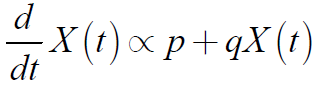 d/dt X(t) ∝ p + qX(t)